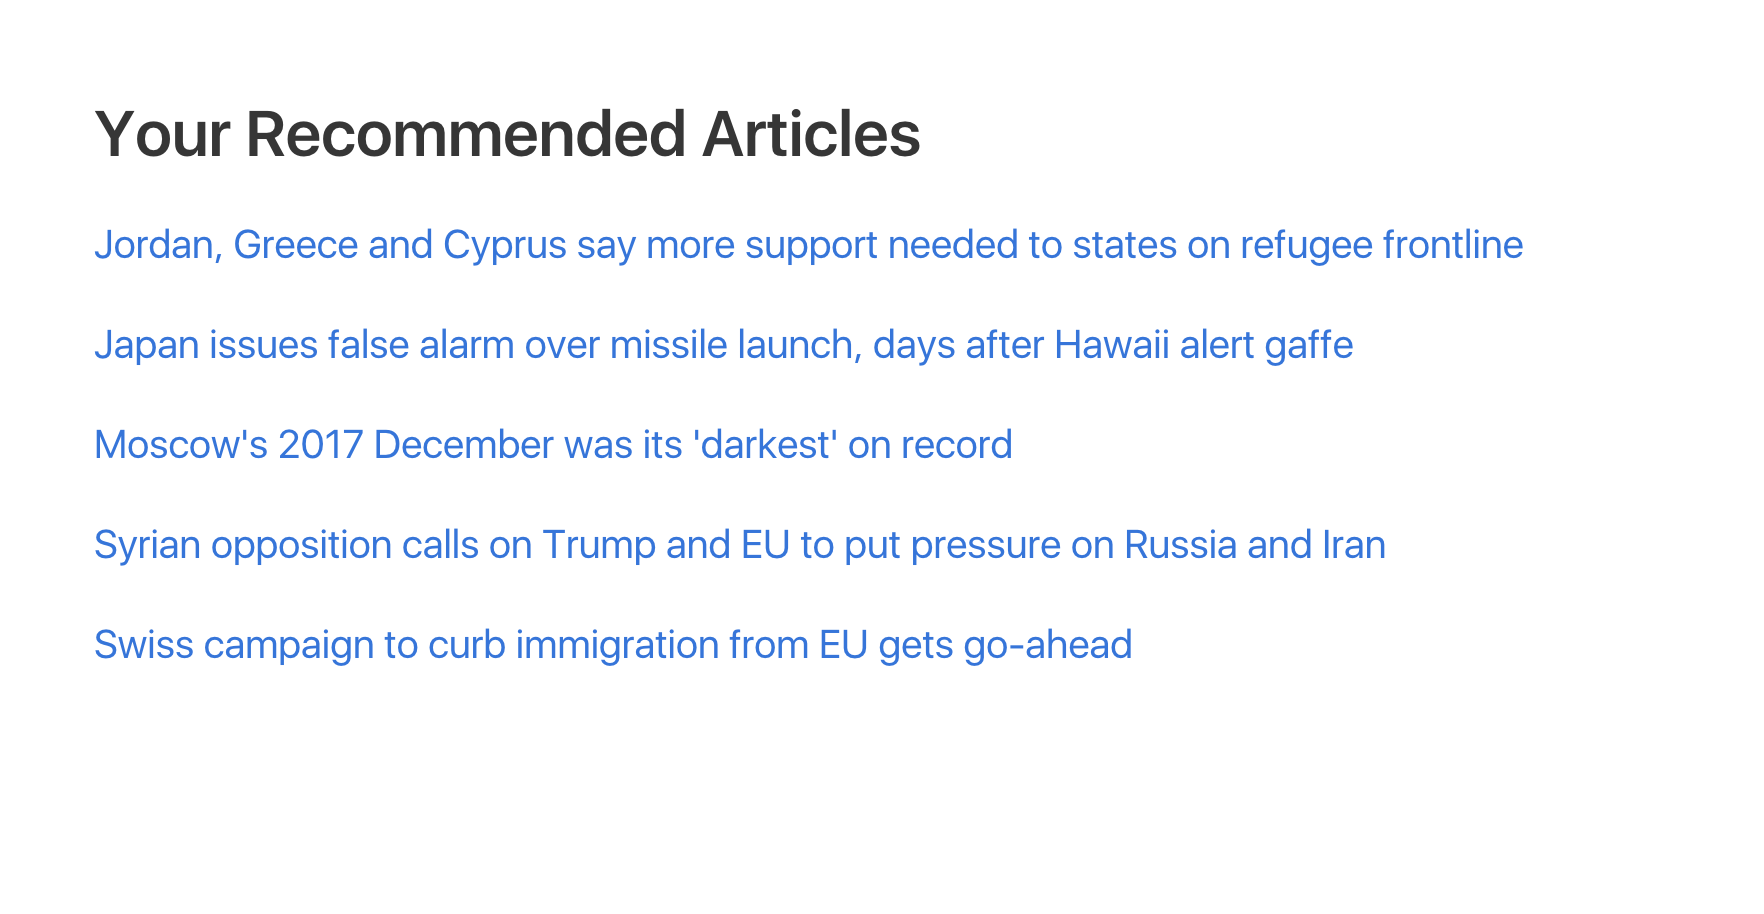 Your Recommended Articles
Jordan, Greece and Cyprus say more support needed to states on refugee frontline
Japan issues false alarm over missile launch, days after Hawaii alert gaffe
Moscow's 2017 December was its 'darkest' on record
Syrian opposition calls on Trump and EU to put pressure on Russia and Iran
Swiss campaign to curb immigration from EU gets go-ahead